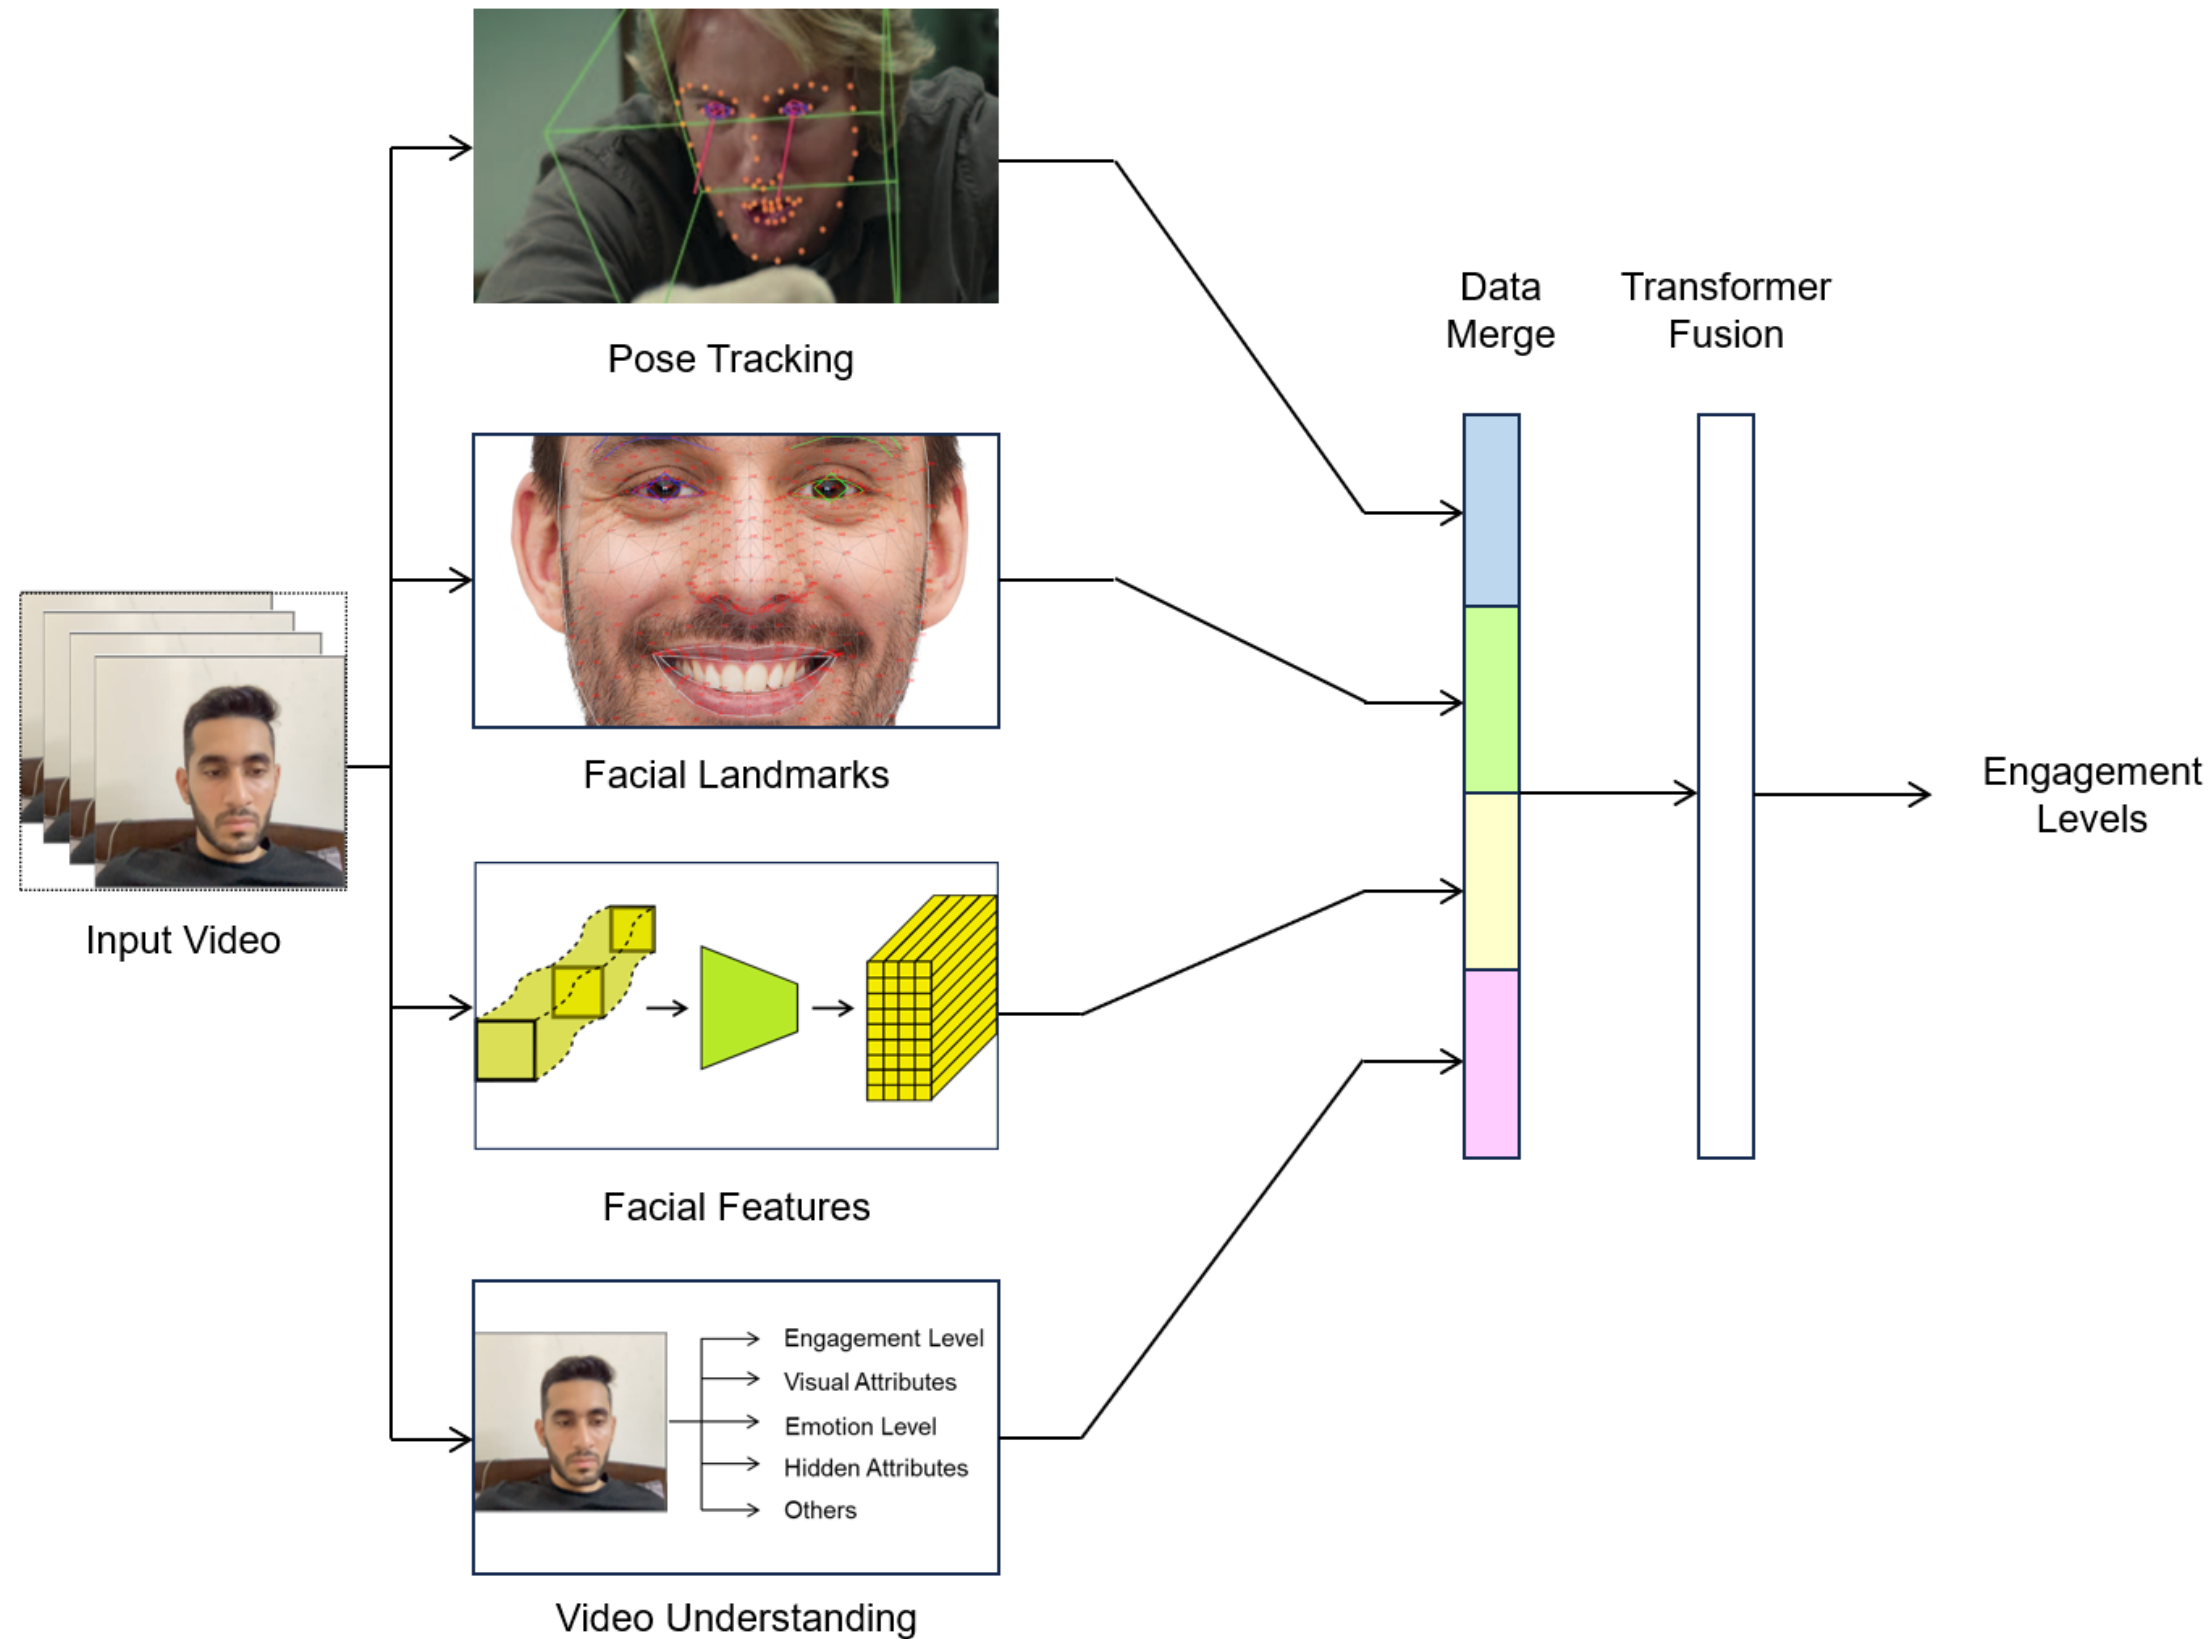 Pose Tracking
Data
Merge
Transformer
Fusion
Facial Landmarks
Input Video
Engagement
Levels
Facial Features
Engagement Level
Visual Attributes
Emotion Level
Hidden Attributes
Others
Video Understanding